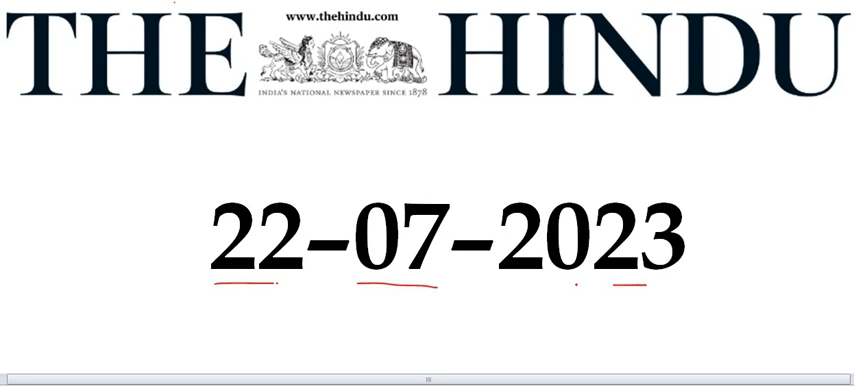 www.thehindu.com
THE HINDU
INDIA'S NATIONAL NEWSPAPER SINCE 1878
22-07-2023